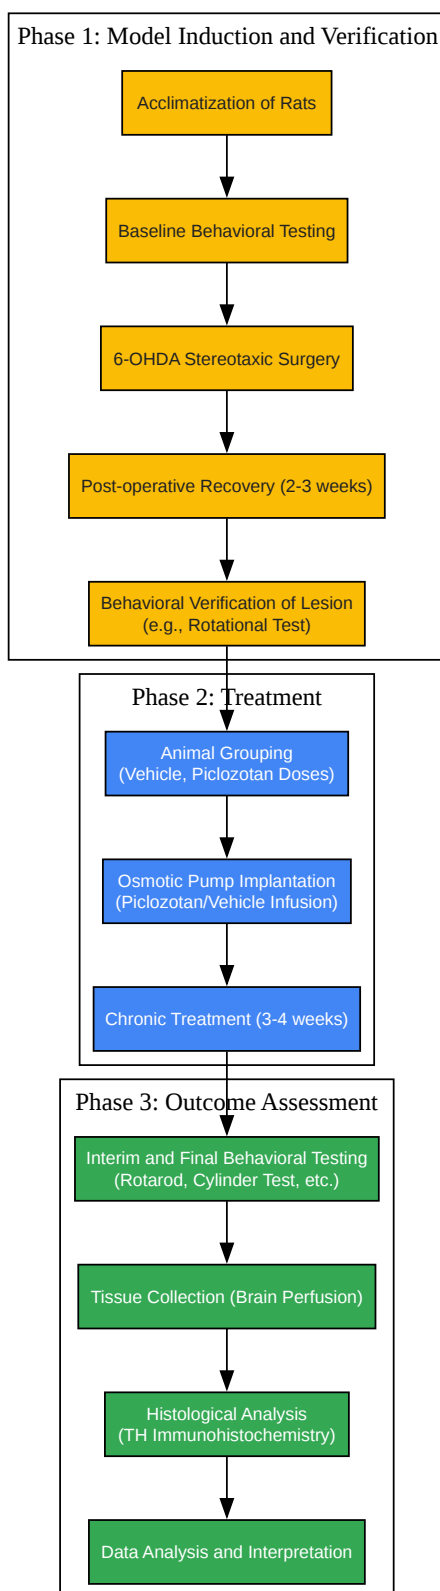 Phase 1: Model Induction and Verification
Acclimatization of Rats
Baseline Behavioral Testing
6-OHDA Stereotaxic Surgery
Post-operative Recovery (2-3 weeks)
Behavioral Verification of Lesion
(e.g., Rotational Test)
Phase 2: Treatment
Animal Grouping
(Vehicle, Piclozotan Doses)
Osmotic Pump Implantation
(Piclozotan/Vehicle Infusion)
Chronic Treatment (3-4 weeks)
Phase 3: Outcome Assessment
Interim and Final Behavioral Testing
(Rotarod, Cylinder Test, etc.)
Tissue Collection (Brain Perfusion)
Histological Analysis
(TH Immunohistochemistry)
Data Analysis and Interpretation